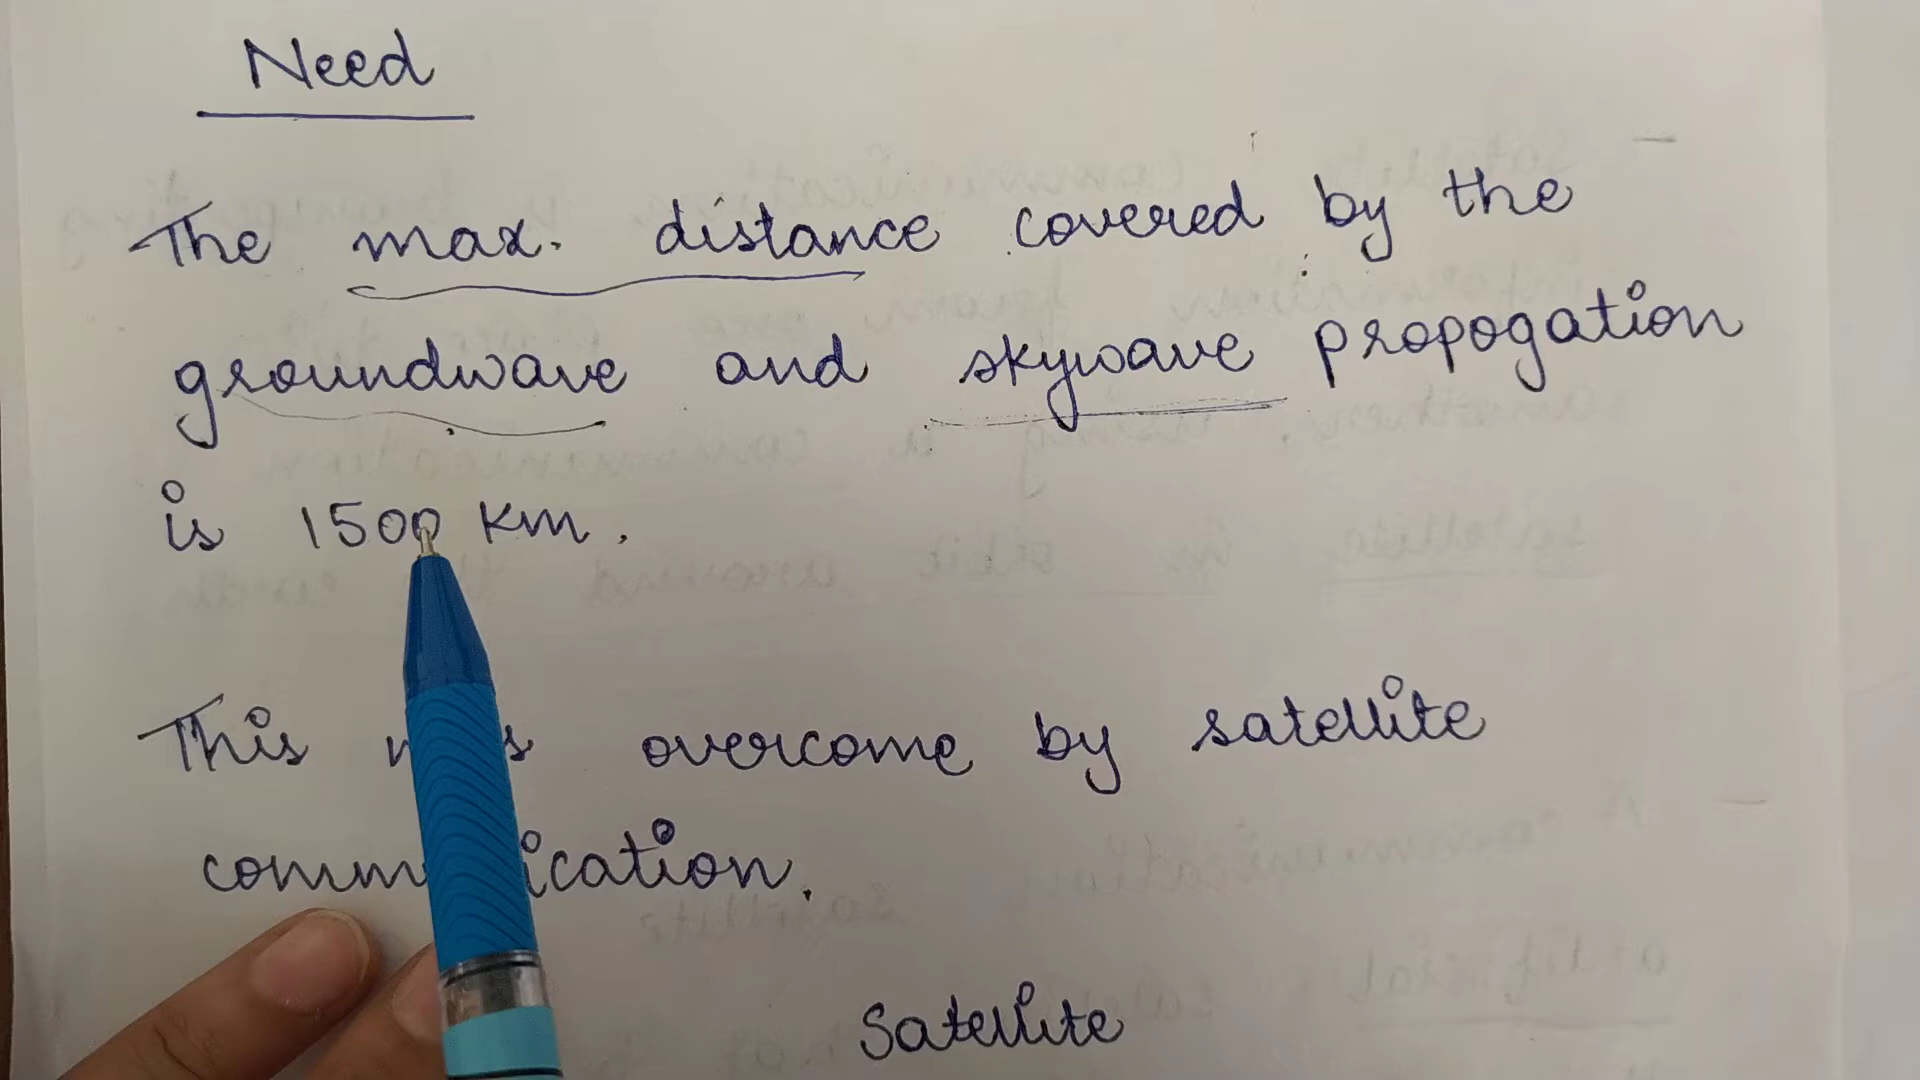 Need
The max. distance covered by the
groundwave and skywave propogation
is 1500 km.
This overcome by satellite
Satellite